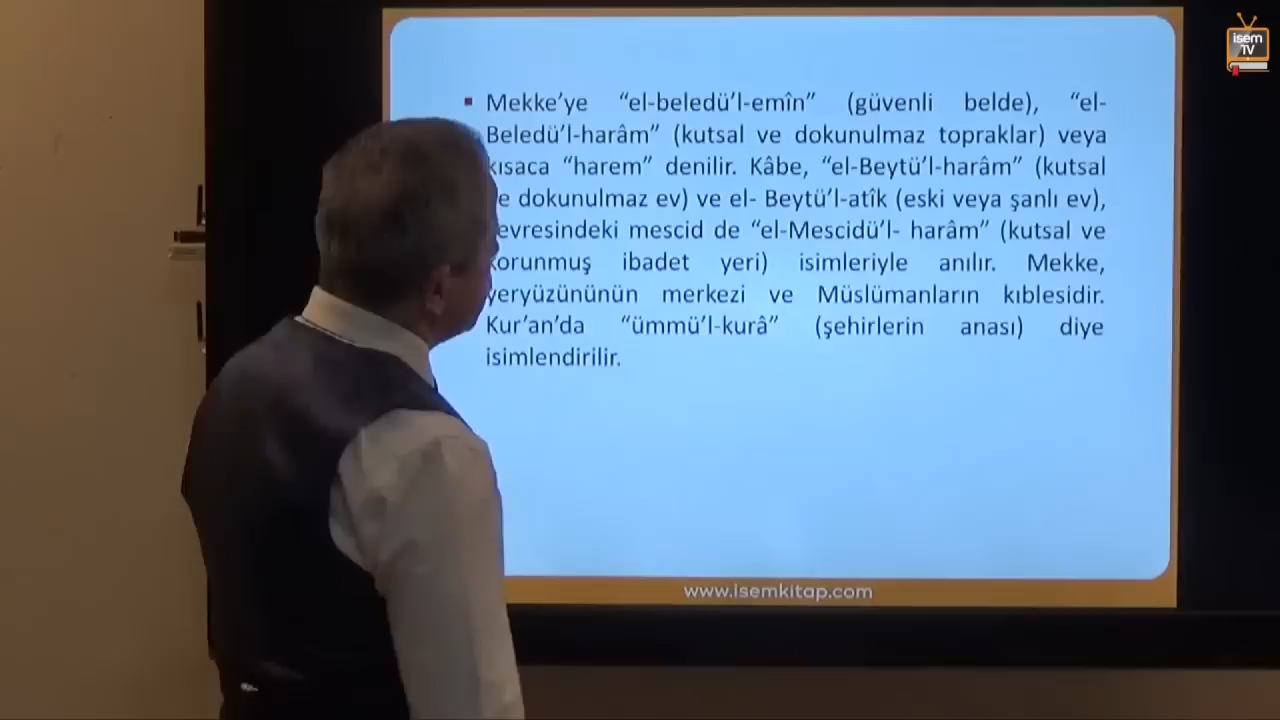 isem
TV
Mekke'ye “el-beledü'l-emîn” (güvenli belde), “el-
Beledü'l-harâm” (kutsal ve dokunulmaz topraklar) veya
kısaca “harem” denilir. Kâbe, “el-Beytü'l-harâm” (kutsal
dokunulmaz ev) ve el- Beytü'l-atîk (eski veya şanlı ev),
evresindeki mescid de “el-Mescidü'l- harâm” (kutsal ve
korunmuş ibadet yeri) isimleriyle anılır. Mekke,
yeryüzününün merkezi ve Müslümanların kıblesidir.
Kur'an'da “ümmü'l-kurâ” (şehirlerin anası) diye
isimlendirilir.
www.isemkitap.com